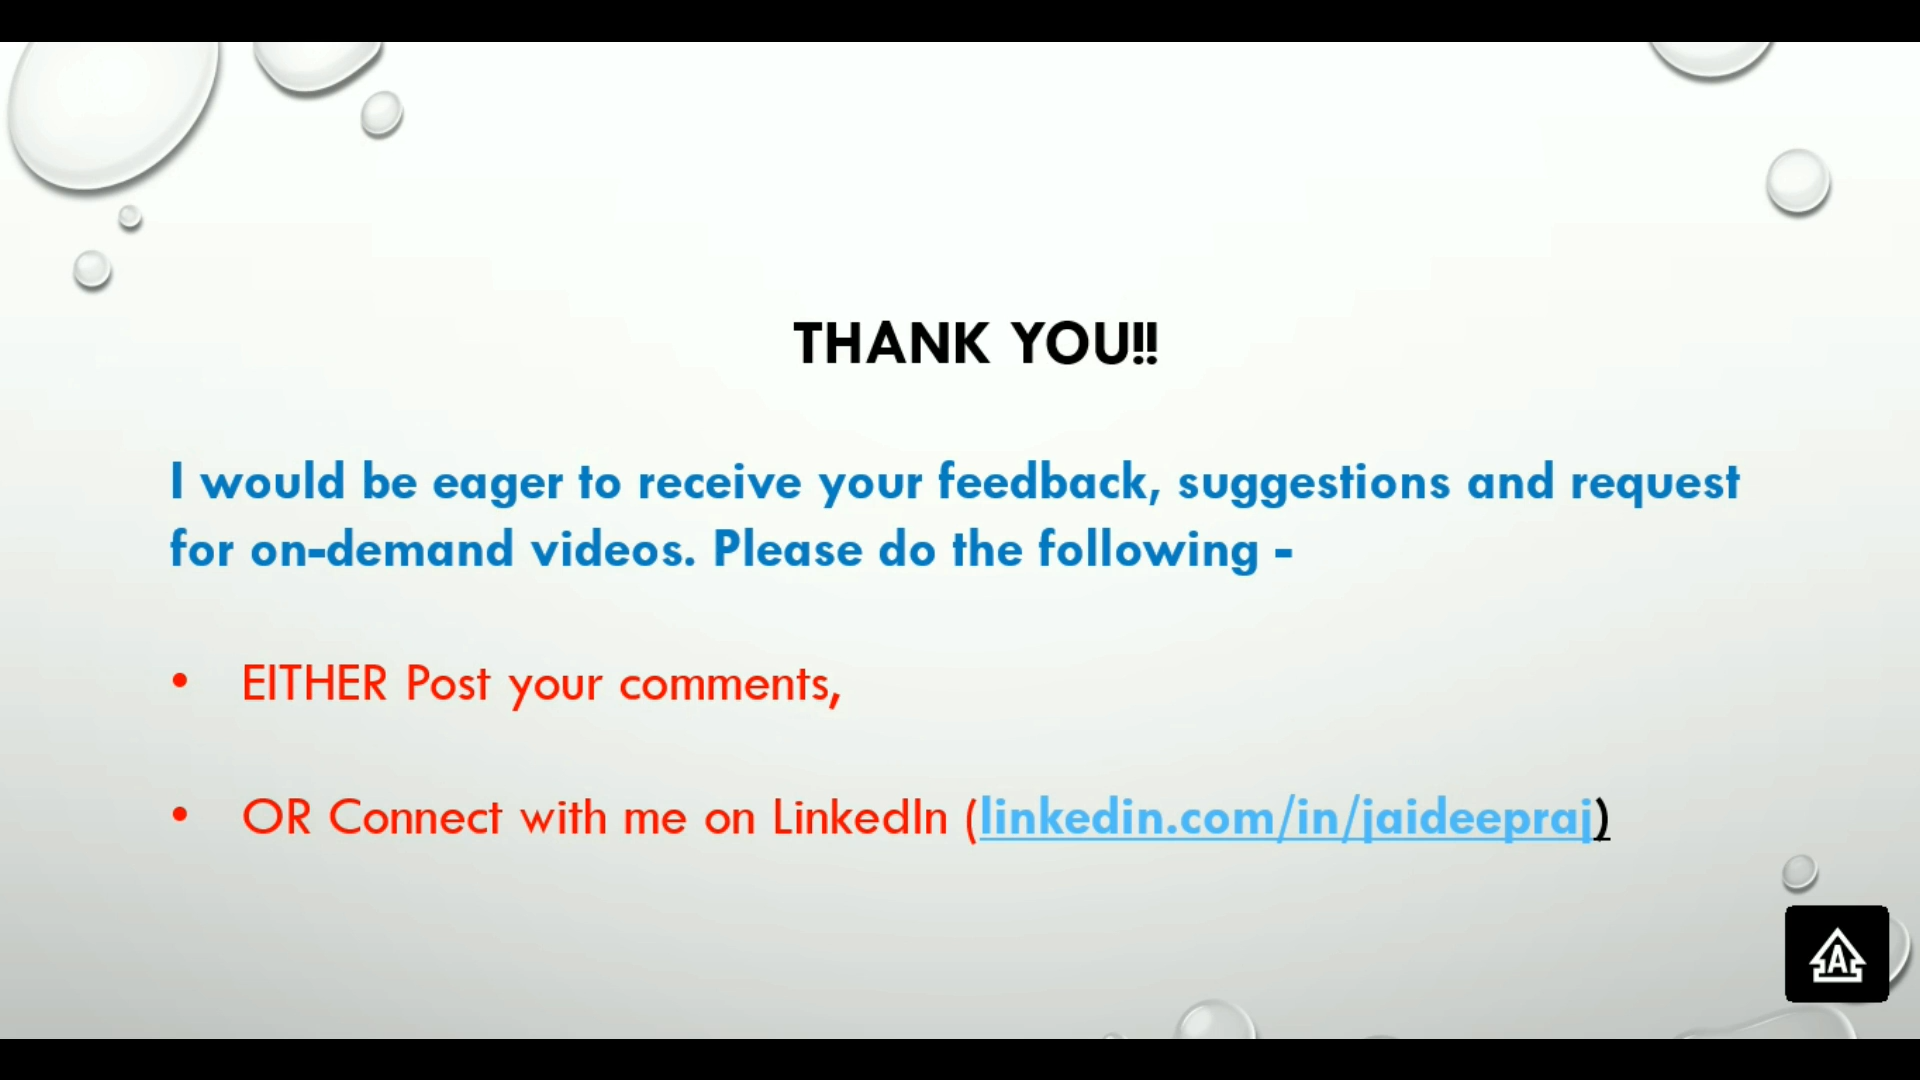 THANK YOU!!
I would be eager to receive your feedback, suggestions and request
for on-demand videos. Please do the following -
• EITHER Post your comments,
• OR Connect with me on LinkedIn (linkedin.com/in/jaideepraj)
A